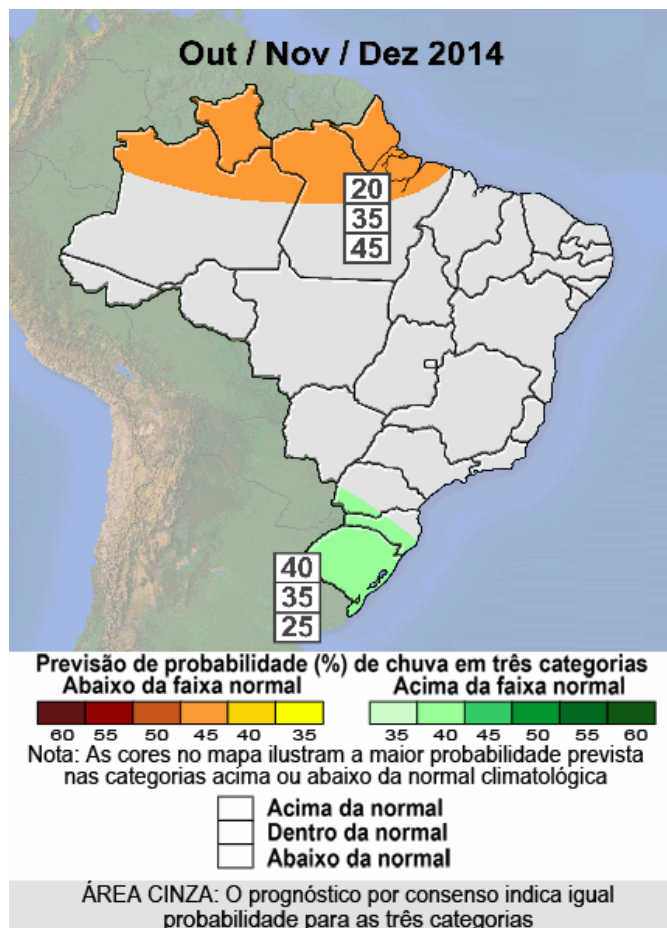 Out / Nov / Dez 2014
20
35
45
40
35
25
Previsão de probabilidade (%) de chuva em três categorias
Abaixo da faixa normal Acima da faixa normal
60 55 50 45 40 35 35 40 45 50 55 60
Nota: As cores no mapa ilustram a maior probabilidade prevista
nas categorias acima ou abaixo da normal climatológica
Acima da normal
Dentro da normal
Abaixo da normal
ÁREA CINZA: O prognóstico por consenso indica igual
probabilidade para as três categorias